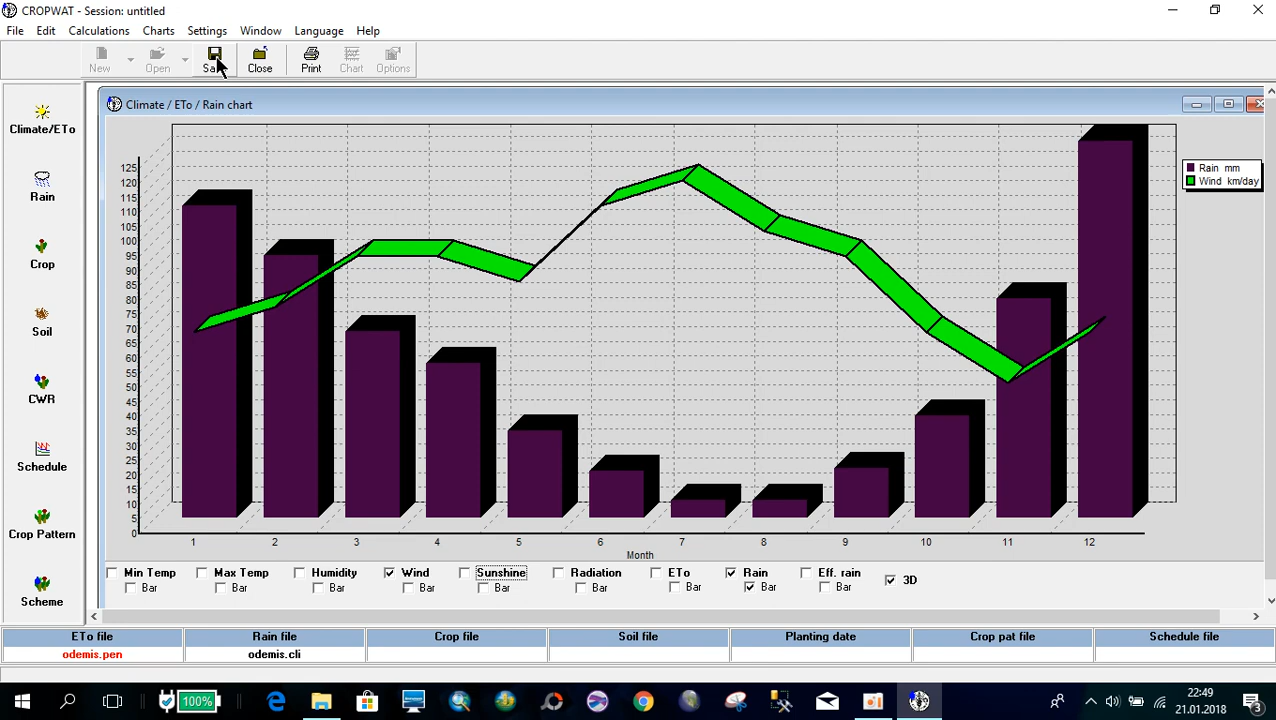 CROPWAT - Session: untitled
File Edit Calculations Charts Settings Window Language Help
New Open Sa Close Print Chart Options
Climate/ETo
Rain
Crop
Soil
CWR
Schedule
Crop Pattern
Scheme
Climate / ETo / Rain chart
125
120
115
110
105
100
95
90
85
80
75
70
65
60
55
50
45
40
35
30
25
20
15
10
5
0
1 2 3 4 5 6 7 8 9 10 11 12
Month
Rain mm
Wind km/day
Min Temp Max Temp Humidity Wind Sunshine Radiation ETo Rain Eff. rain 3D
Bar Bar Bar Bar Bar Bar Bar Bar Bar
ETo file Rain file Crop file Soil file Planting date Crop pat file Schedule file
odemis.pen odemis.cli
100%
22:49
21.01.2018
3